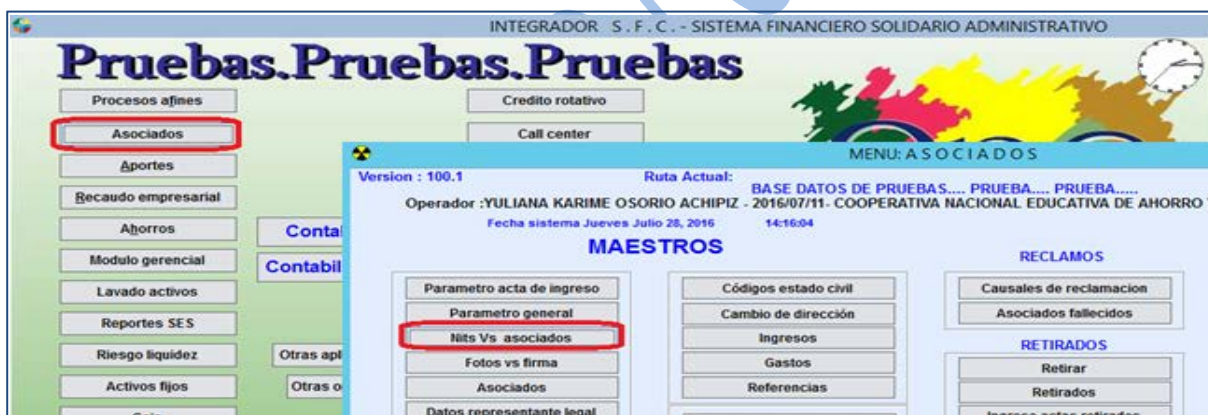 INTEGRADOR S.F.C. - SISTEMA FINANCIERO SOLIDARIO ADMINISTRATIVO
Pruebas.Pruebas.Pruebas
Procesos afines
Credito rotativo
Asociados
Call center
Aportes
Recaudo empresarial
Ahorros
Modulo gerencial
Lavado activos
Reportes SES
Riesgo liquidez
Activos fijos
Conta
Contabil
Otras apl
Otras o
MENU: A S O C I A D O S
Version : 100.1
Ruta Actual:
BASE DATOS DE PRUEBAS.... PRUEBA.... PRUEBA.....
Operador :YULIANA KARIME OSORIO ACHIPIZ - 2016/07/11- COOPERATIVA NACIONAL EDUCATIVA DE AHORRO
Fecha sistema Jueves Julio 28, 2016 14:16:04
MAESTROS
Parametro acta de ingreso
Parametro general
Nits Vs asociados
Fotos vs firma
Asociados
Datos representante legal
Códigos estado civil
Cambio de dirección
Ingresos
Gastos
Referencias
RECLAMOS
Causales de reclamacion
Asociados fallecidos
RETIRADOS
Retirar
Retirados